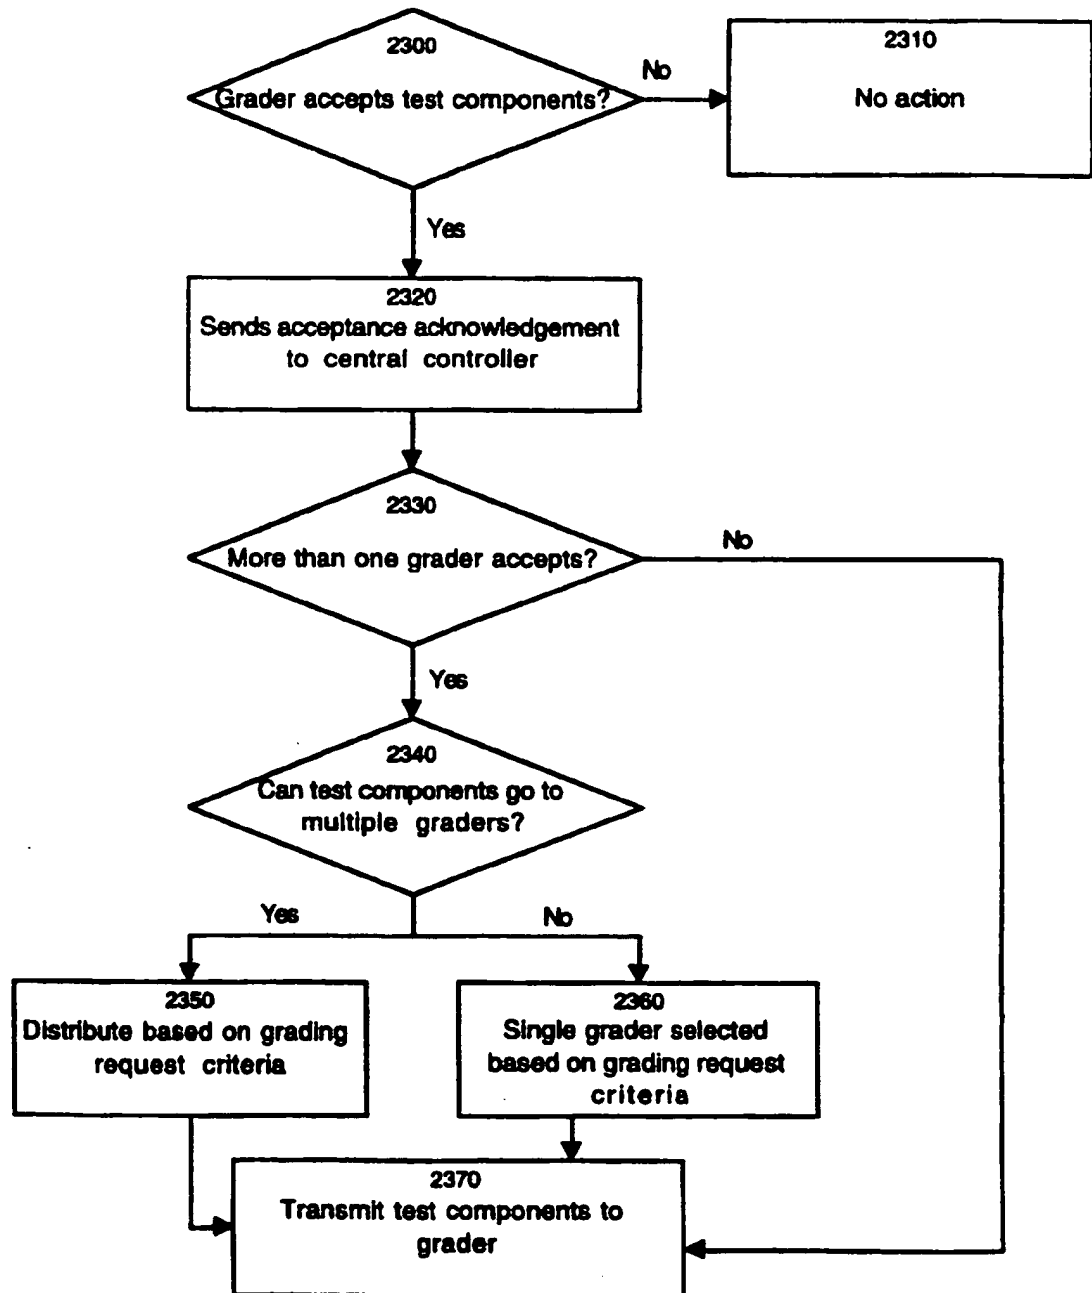 2300
Grader accepts test components?
No
2310
No action
Yes
2320
Sends acceptance acknowledgement
to central controller
2330
More than one grader accepts?
No
Yes
2340
Can test components go to
multiple graders?
Yes
No
2350
Distribute based on grading
request criteria
2360
Single grader selected
based on grading request
criteria
2370
Transmit test components to
grader